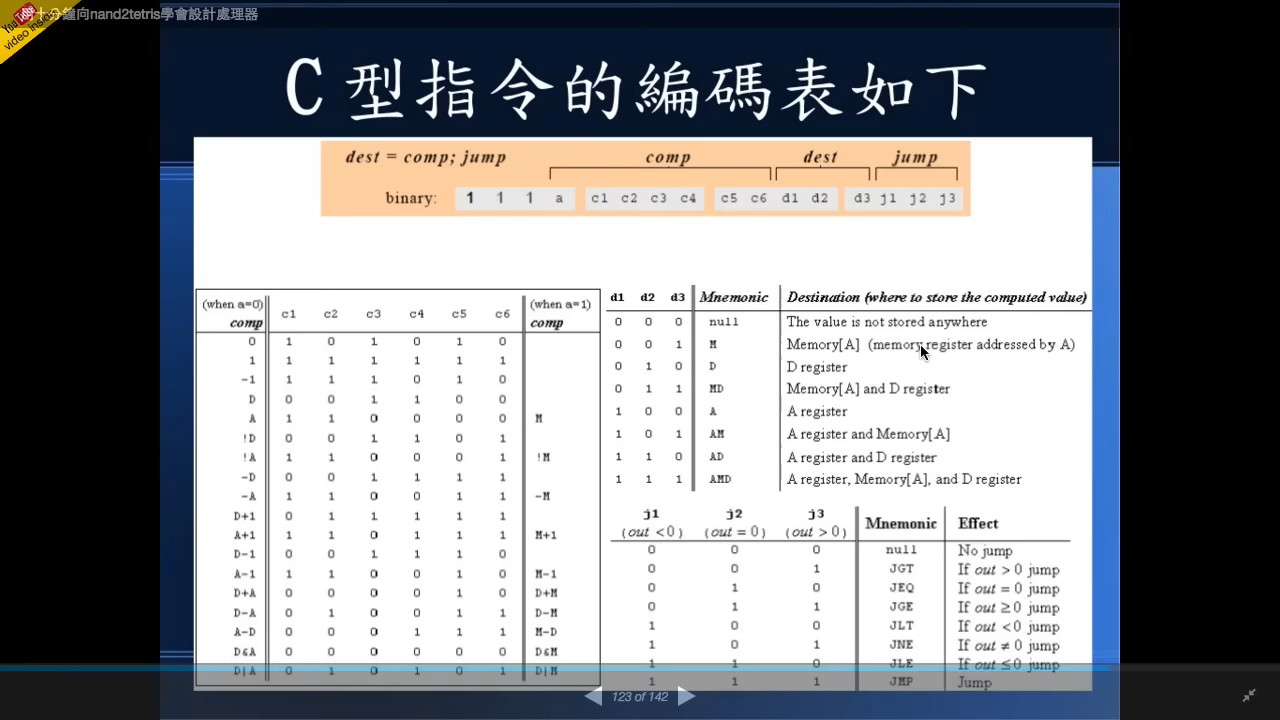 用十分鐘向nand2tetris學會設計處理器
You Tube
video inside
C 型指令的編碼表如下
dest = comp; jump comp dest jump
binary: 1 1 1 a c1 c2 c3 c4 c5 c6 d1 d2 d3 j1 j2 j3
(when a=0) comp c1 c2 c3 c4 c5 c6 (when a=1) comp
0 1 0 1 0 1 0
1 1 1 1 1 1 1
-1 1 1 1 0 1 0
D 0 0 1 1 0 0
A 1 1 0 0 0 0 M
!D 0 0 1 1 0 1
!A 1 1 0 0 0 1 !M
-D 0 0 1 1 1 1
-A 1 1 0 0 1 1 -M
D+1 0 1 1 1 1 1
A+1 1 1 0 1 1 1 M+1
D-1 0 0 1 1 1 0
A-1 1 1 0 0 1 0 M-1
D+A 0 0 0 0 1 0 D+M
D-A 0 1 0 0 1 1 D-M
A-D 0 0 0 1 1 1 M-D
D&A 0 0 0 0 0 0 D&M
D|A 0 1 0 1 0 1 D|M
d1 d2 d3 Mnemonic Destination (where to store the computed value)
0 0 0 null The value is not stored anywhere
0 0 1 M Memory[A] (memory register addressed by A)
0 1 0 D D register
0 1 1 MD Memory[A] and D register
1 0 0 A A register
1 0 1 AM A register and Memory[A]
1 1 0 AD A register and D register
1 1 1 AMD A register, Memory[A], and D register
j1 j2 j3 Mnemonic Effect
(out < 0) (out = 0) (out > 0)
0 0 0 null No jump
0 0 1 JGT If out > 0 jump
0 1 0 JEQ If out = 0 jump
0 1 1 JGE If out ≥ 0 jump
1 0 0 JLT If out < 0 jump
1 0 1 JNE If out ≠ 0 jump
1 1 0 JLE If out ≤ 0 jump
1 1 1 JMP Jump
123 of 142